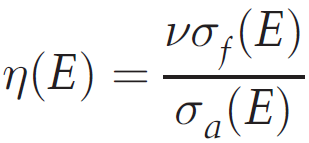 η(E) = νσ_f(E) / σ_a(E)